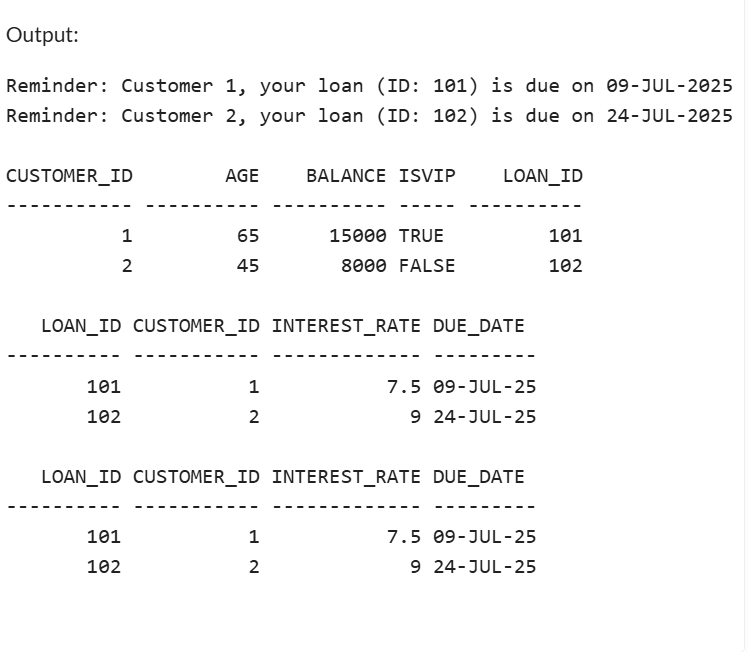 Output:
Reminder: Customer 1, your loan (ID: 101) is due on 09-JUL-2025
Reminder: Customer 2, your loan (ID: 102) is due on 24-JUL-2025
CUSTOMER_ID        AGE    BALANCE ISVIP    LOAN_ID
----------- ---------- ---------- ----- ----------
          1         65      15000 TRUE         101
          2         45       8000 FALSE        102
   LOAN_ID CUSTOMER_ID INTEREST_RATE DUE_DATE
---------- ----------- ------------- ---------
       101           1           7.5 09-JUL-25
       102           2             9 24-JUL-25
   LOAN_ID CUSTOMER_ID INTEREST_RATE DUE_DATE
---------- ----------- ------------- ---------
       101           1           7.5 09-JUL-25
       102           2             9 24-JUL-25